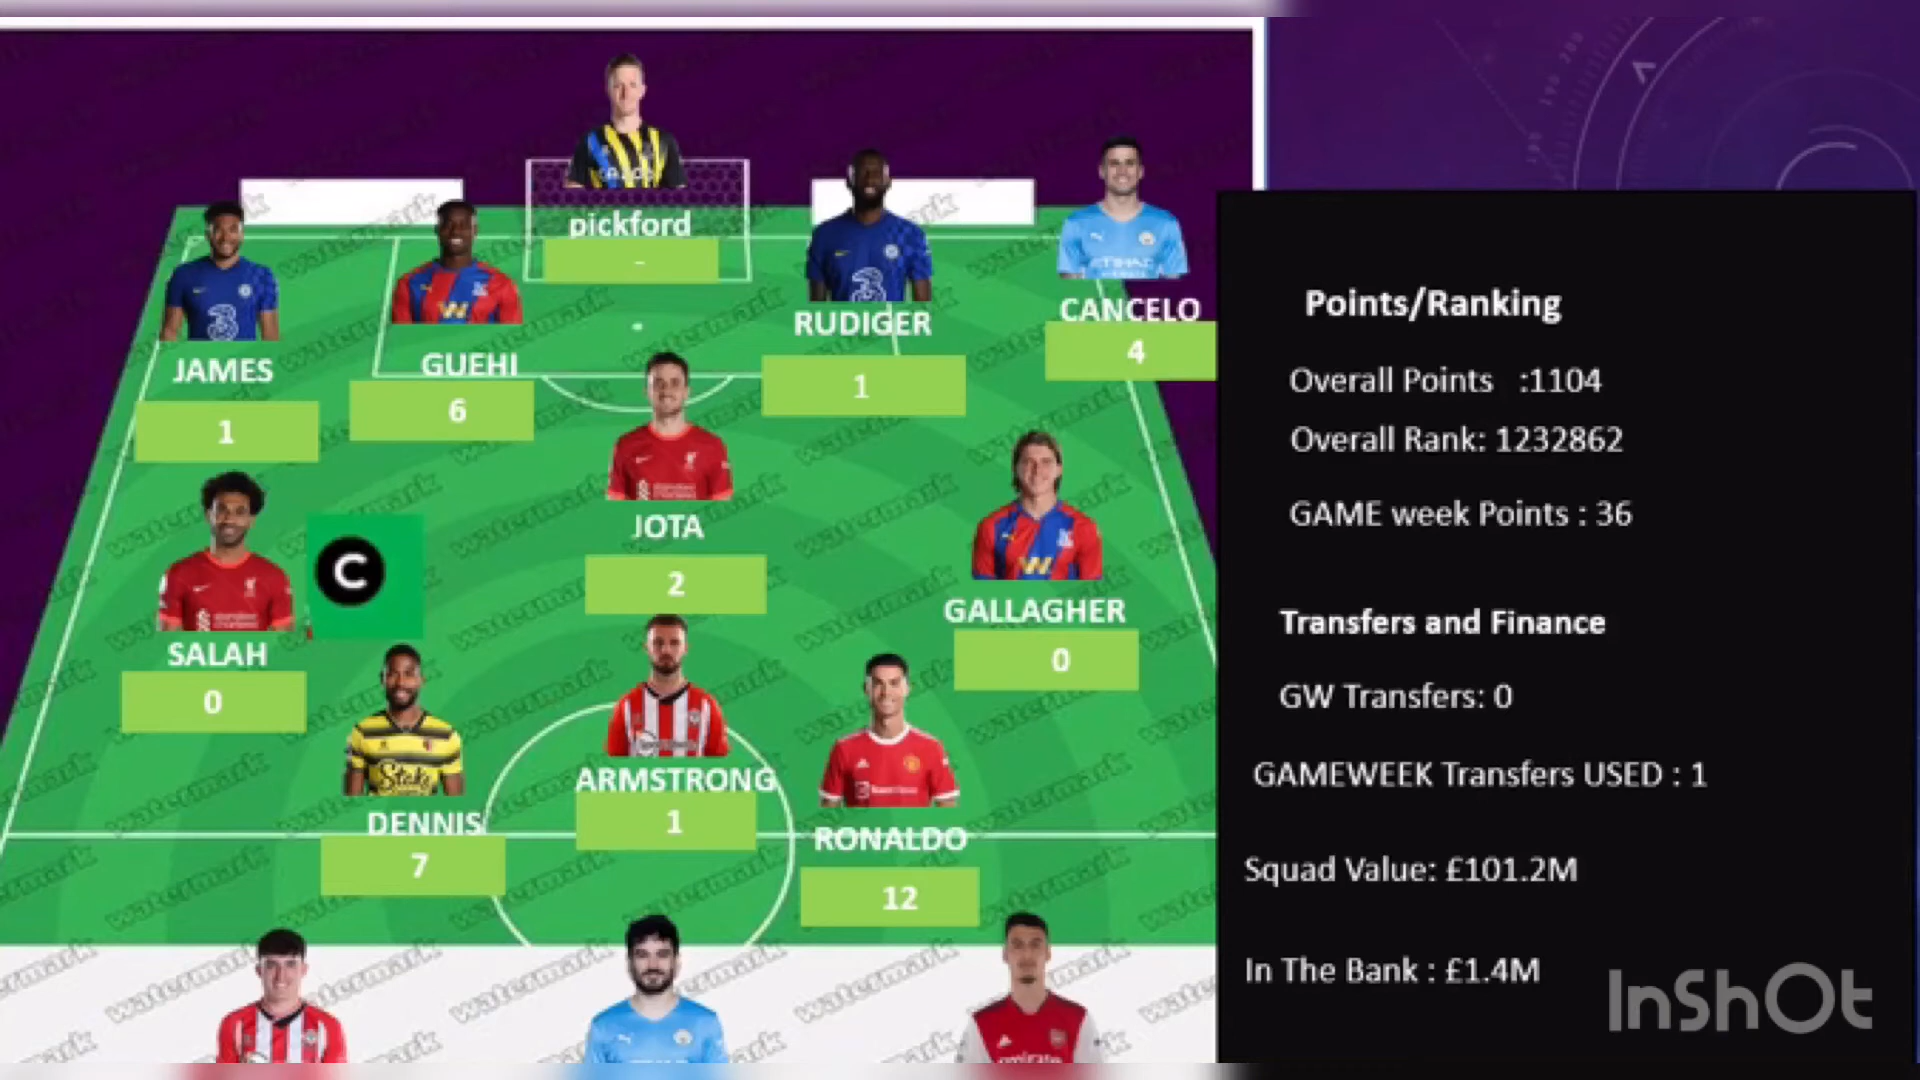 pickford
-
CANCELO
4
RUDIGER
1
GUEHI
6
JAMES
1
JOTA
2
C
GALLAGHER
0
SALAH
0
ARMSTRONG
1
DENNIS
7
RONALDO
12
Points/Ranking
Overall Points :1104
Overall Rank: 1232862
GAME week Points : 36
Transfers and Finance
GW Transfers: 0
GAMEWEEK Transfers USED : 1
Squad Value: £101.2M
In The Bank : £1.4M
InShOt
watermark